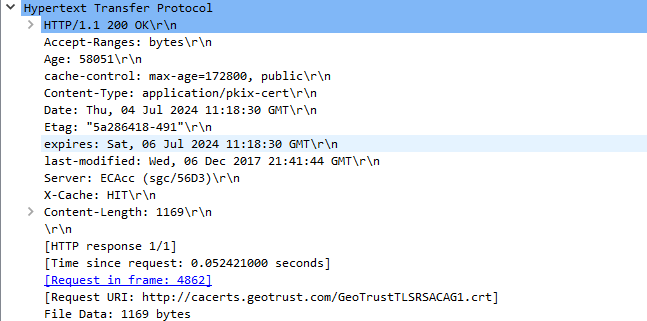 Hypertext Transfer Protocol
HTTP/1.1 200 OK\r\n
Accept-Ranges: bytes\r\n
Age: 58051\r\n
cache-control: max-age=172800, public\r\n
Content-Type: application/pkix-cert\r\n
Date: Thu, 04 Jul 2024 11:18:30 GMT\r\n
Etag: "5a286418-491"\r\n
expires: Sat, 06 Jul 2024 11:18:30 GMT\r\n
last-modified: Wed, 06 Dec 2017 21:41:44 GMT\r\n
Server: ECAcc (sgc/56D3)\r\n
X-Cache: HIT\r\n
Content-Length: 1169\r\n
\r\n
[HTTP response 1/1]
[Time since request: 0.052421000 seconds]
[Request in frame: 4862]
[Request URI: http://cacerts.geotrust.com/GeoTrustTLSRSACAG1.crt]
File Data: 1169 bytes